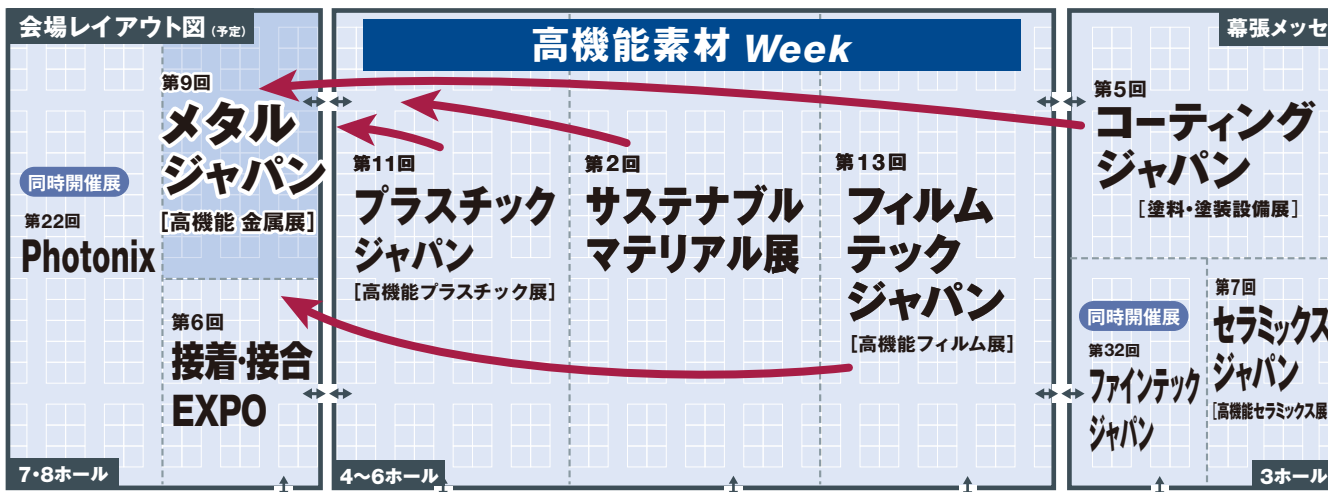 会場レイアウト図(予定)
高機能素材 Week
幕張メッセ
同時開催展
第22回
Photonix
第9回
メタル
ジャパン
[高機能 金属展]
第6回
接着・接合
EXPO
7・8ホール
第11回
プラスチック
ジャパン
[高機能プラスチック展]
第2回
サステナブル
マテリアル展
第13回
フィルム
テック
ジャパン
[高機能フィルム展]
4〜6ホール
第5回
コーティング
ジャパン
[塗料・塗装設備展]
同時開催展
第32回
ファインテック
ジャパン
第7回
セラミックス
ジャパン
[高機能セラミックス展
3ホール